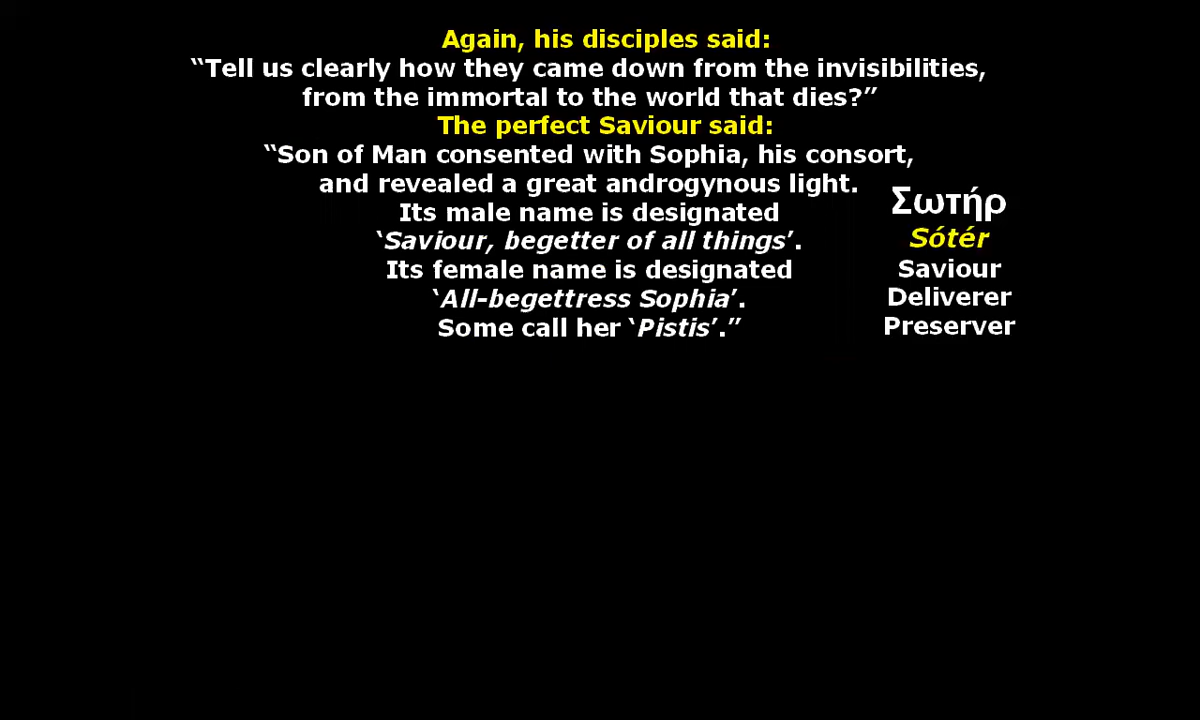 Again, his disciples said:
“Tell us clearly how they came down from the invisibilities,
from the immortal to the world that dies?”
The perfect Saviour said:
“Son of Man consented with Sophia, his consort,
and revealed a great androgynous light.
Its male name is designated
‘Saviour, begetter of all things’.
Its female name is designated
‘All-begettress Sophia’.
Some call her ‘Pistis’.”
Σωτήρ
Sótér
Saviour
Deliverer
Preserver